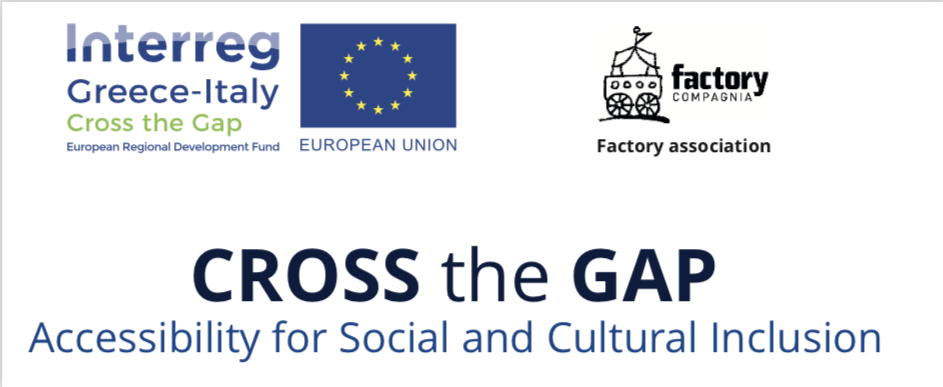 Interreg
Greece-Italy
Cross the Gap
European Regional Development Fund
EUROPEAN UNION
factory
COMPAGNIA
Factory association
CROSS the GAP
Accessibility for Social and Cultural Inclusion